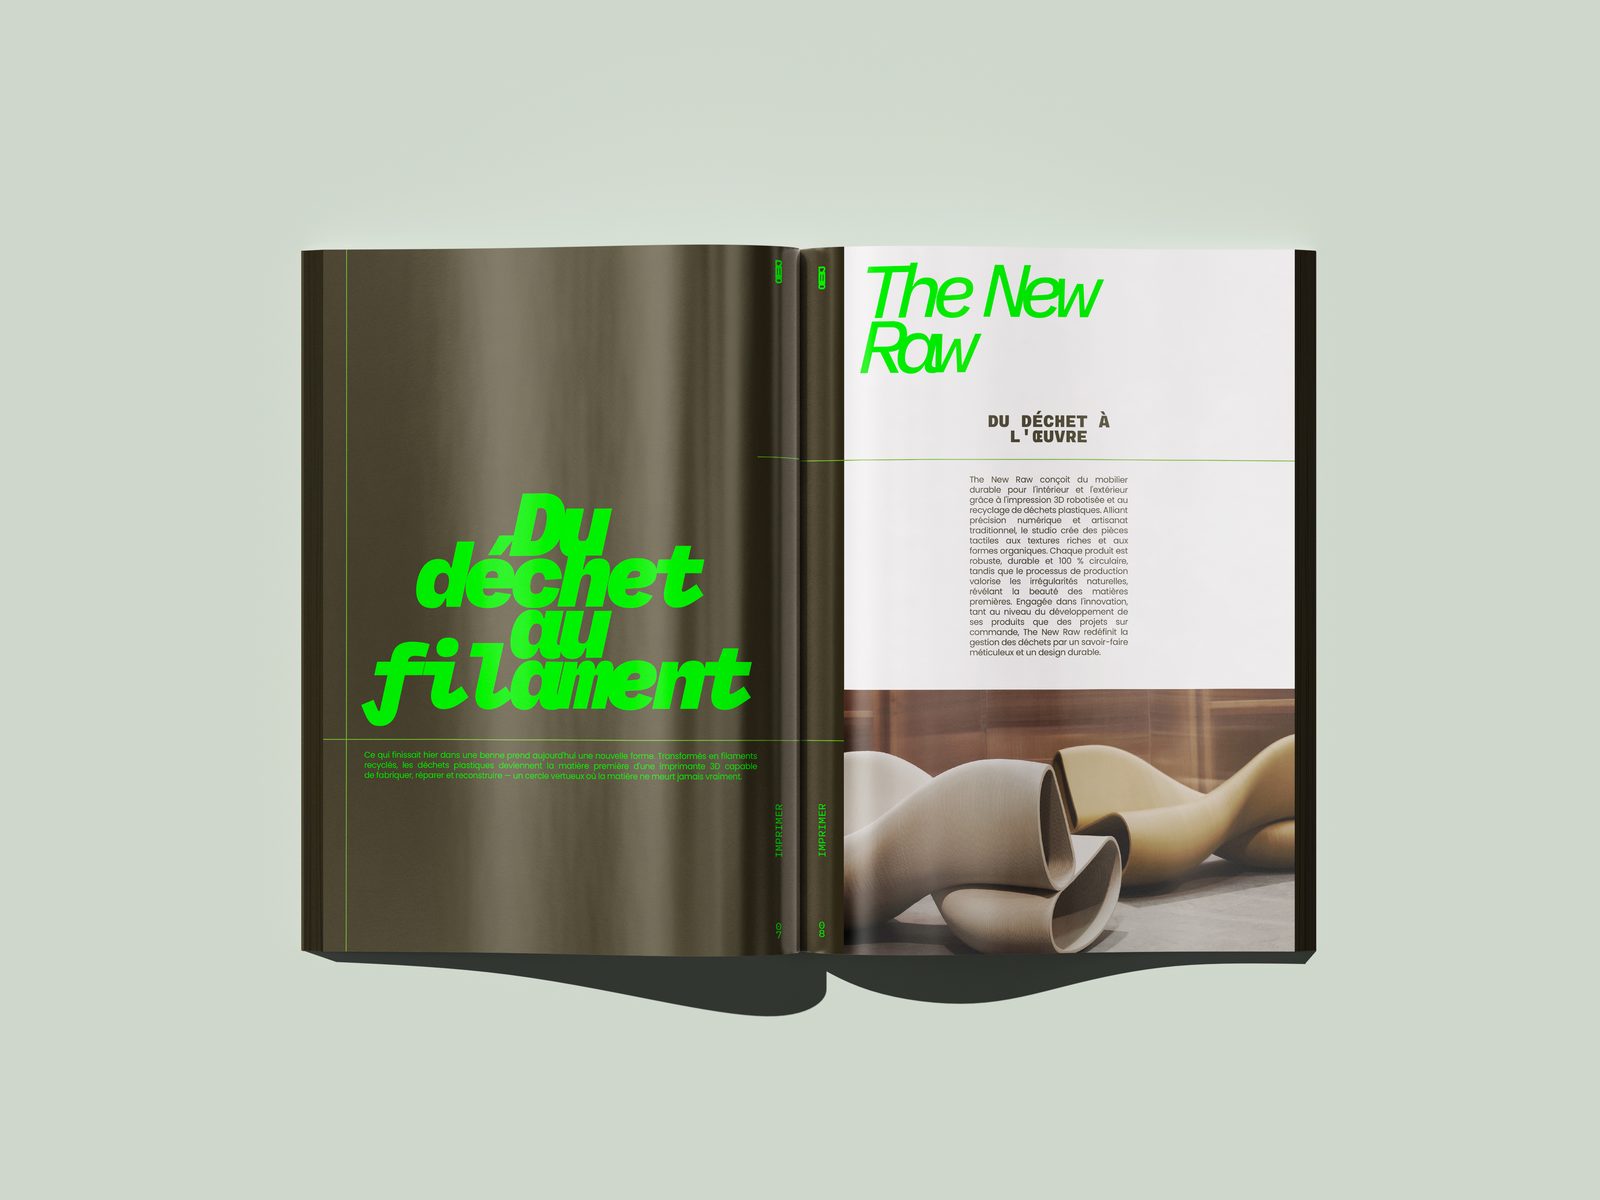 Du
déchet
au
filament
Ce qui finissait hier dans une benne prend aujourd'hui une nouvelle forme. Transformés en filaments
recyclés, les déchets plastiques deviennent la matière première d'une imprimante 3D capable
de fabriquer, réparer et reconstruire — un cercle vertueux où la matière ne meurt jamais vraiment.
IMPRIMER
07
IMPRIMER
08
The New
Raw
DU DÉCHET À
L'ŒUVRE
The New Raw conçoit du mobilier
durable pour l'intérieur et l'extérieur
grâce à l'impression 3D robotisée et au
recyclage de déchets plastiques. Alliant
précision numérique et artisanat
traditionnel, le studio crée des pièces
tactiles aux textures riches et aux
formes organiques. Chaque produit est
robuste, durable et 100 % circulaire,
tandis que le processus de production
valorise les irrégularités naturelles,
révélant la beauté des matières
premières. Engagée dans l'innovation,
tant au niveau du développement de
ses produits que des projets sur
commande, The New Raw redéfinit la
gestion des déchets par un savoir-faire
méticuleux et un design durable.